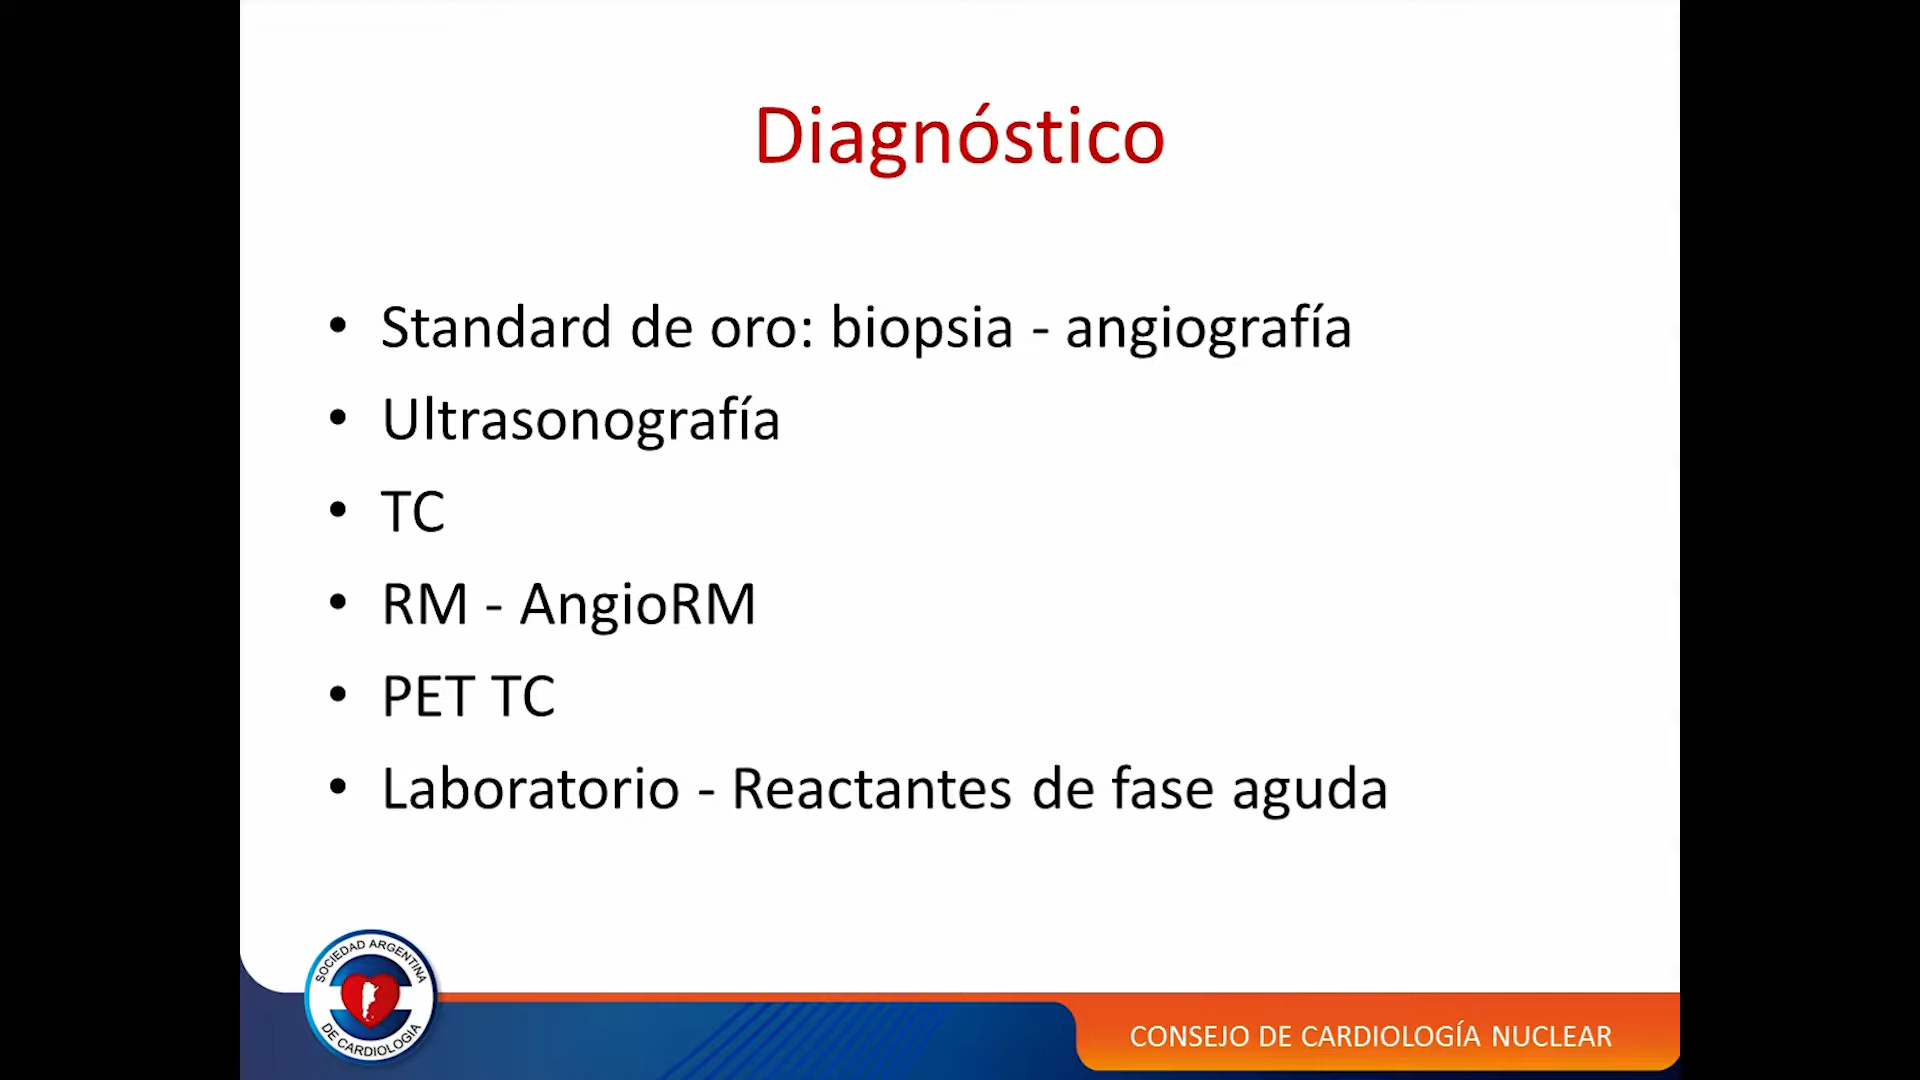 Diagnóstico
• Standard de oro: biopsia - angiografía
• Ultrasonografía
• TC
• RM - AngioRM
• PET TC
• Laboratorio - Reactantes de fase aguda
SOCIEDAD ARGENTINA
DE CARDIOLOGÍA
CONSEJO DE CARDIOLOGÍA NUCLEAR